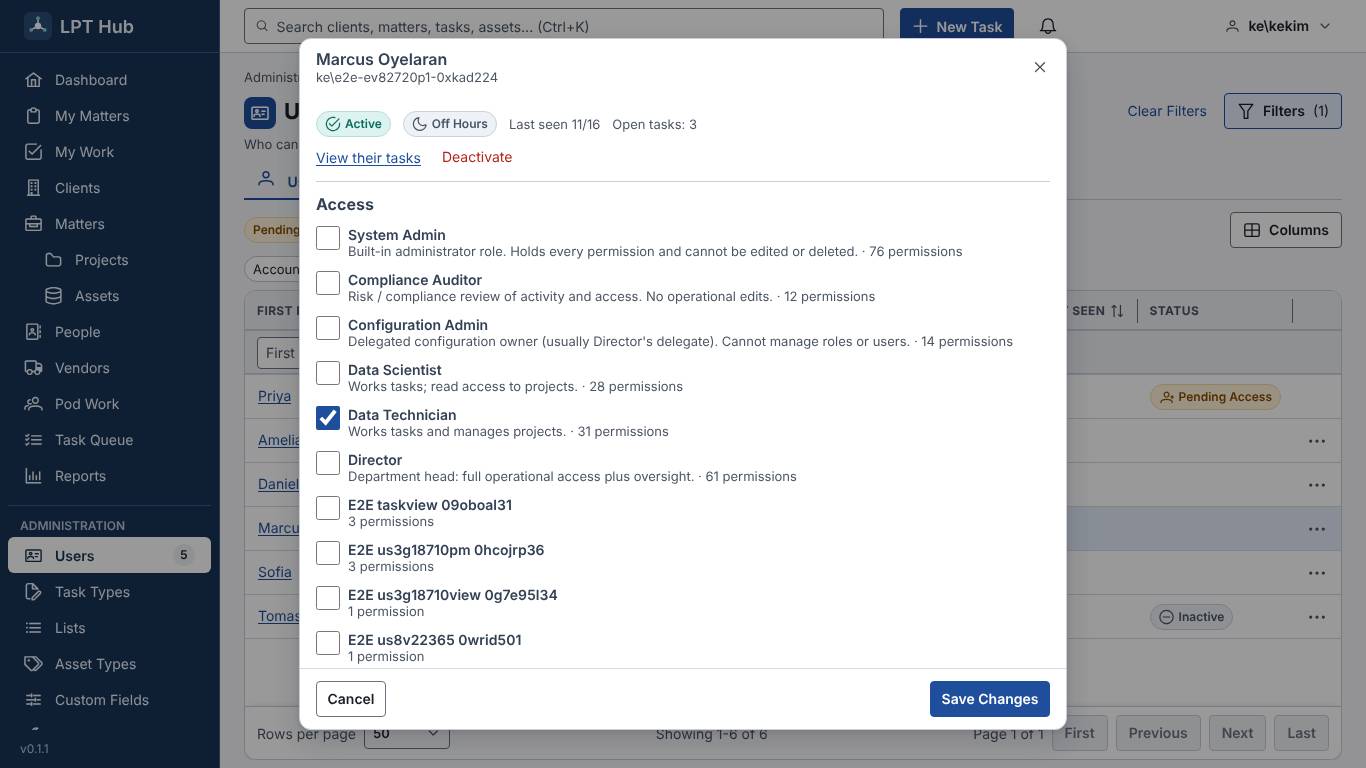 LPT Hub
Search clients, matters, tasks, assets... (Ctrl+K)
New Task
ke\kekim
Dashboard
My Matters
My Work
Clients
Matters
Projects
Assets
People
Vendors
Pod Work
Task Queue
Reports
ADMINISTRATION
Users 5
Task Types
Lists
Asset Types
Custom Fields
v0.1.1
Clear Filters
Filters (1)
Who can
Pending
Columns
SEEN
STATUS
First
Priya
Pending Access
Amelia
Daniel
Marcu
Sofia
Tomas
Inactive
Rows per page 50
Showing 1-6 of 6
Page 1 of 1
First
Previous
Next
Last
Marcus Oyelaran
ke\e2e-ev82720p1-0xkad224
Active
Off Hours
Last seen 11/16
Open tasks: 3
View their tasks
Deactivate
Access
System Admin
Built-in administrator role. Holds every permission and cannot be edited or deleted. · 76 permissions
Compliance Auditor
Risk / compliance review of activity and access. No operational edits. · 12 permissions
Configuration Admin
Delegated configuration owner (usually Director's delegate). Cannot manage roles or users. · 14 permissions
Data Scientist
Works tasks; read access to projects. · 28 permissions
Data Technician
Works tasks and manages projects. · 31 permissions
Director
Department head: full operational access plus oversight. · 61 permissions
E2E taskview 09oboal31
3 permissions
E2E us3g18710pm 0hcojrp36
3 permissions
E2E us3g18710view 0g7e95l34
1 permission
E2E us8v22365 0wrid501
1 permission
Cancel
Save Changes